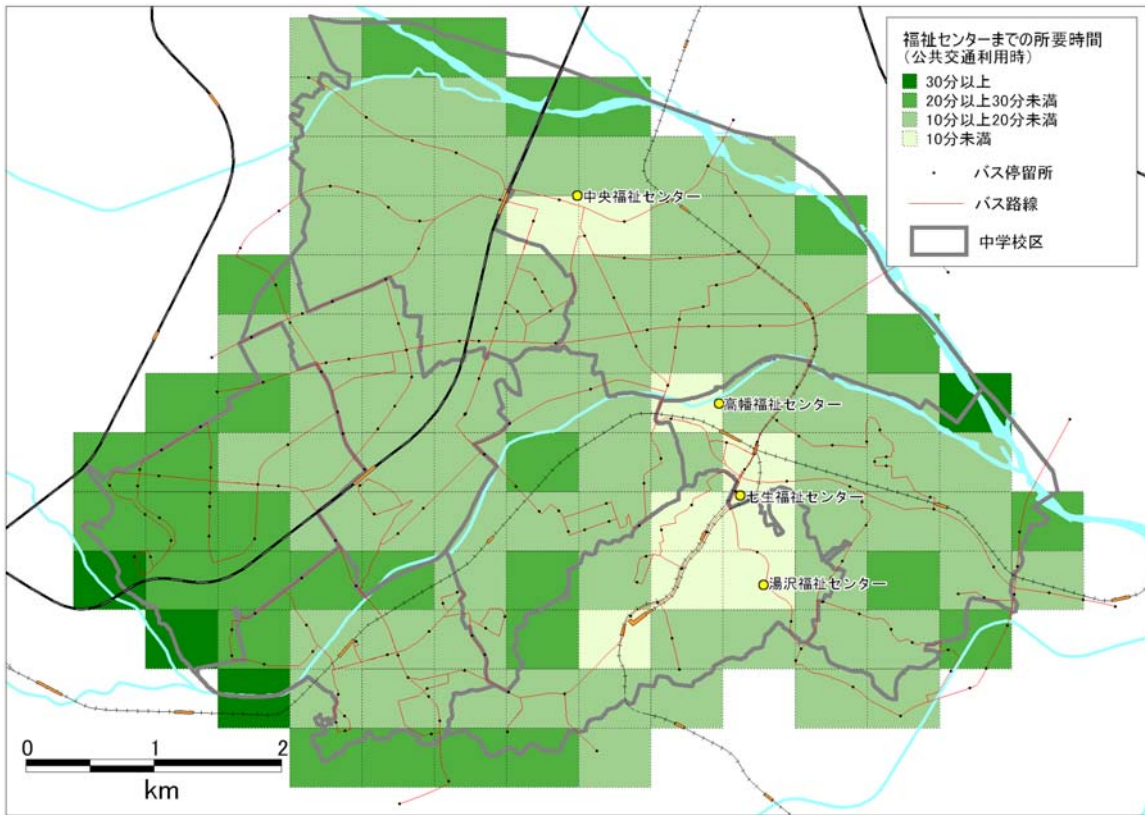 福祉センターまでの所要時間
(公共交通利用時)
30分以上
20分以上30分未満
10分以上20分未満
10分未満
バス停留所
バス路線
中学校区
中央福祉センター
高幡福祉センター
七生福祉センター
湯沢福祉センター
0 1 2
km